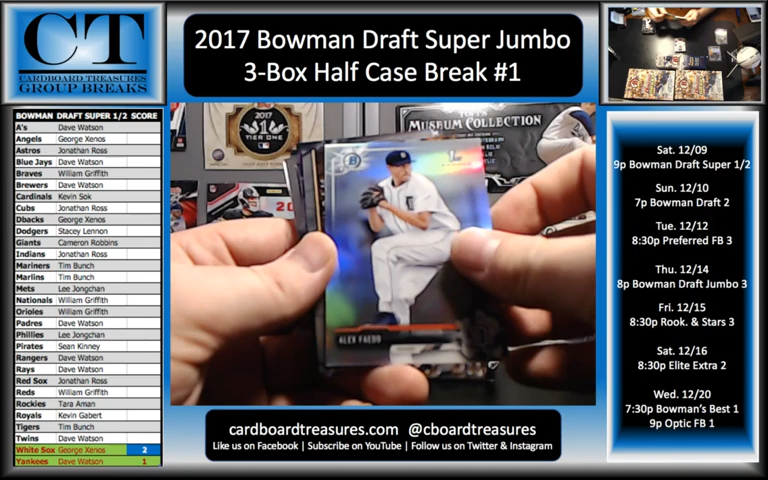 CT
CARDBOARD TREASURES
GROUP BREAKS
2017 Bowman Draft Super Jumbo
3-Box Half Case Break #1
BOWMAN DRAFT SUPER 1/2 SCORE
A's Dave Watson
Angels George Xenos
Astros Jonathan Ross
Blue Jays Dave Watson
Braves William Griffith
Brewers Dave Watson
Cardinals Kevin Sok
Cubs Jonathan Ross
Dbacks George Xenos
Dodgers Stacey Lennon
Giants Cameron Robbins
Indians Jonathan Ross
Mariners Tim Bunch
Marlins Tim Bunch
Mets Lee Jongchan
Nationals William Griffith
Orioles William Griffith
Padres Dave Watson
Phillies Lee Jongchan
Pirates Sean Kinney
Rangers Dave Watson
Rays Dave Watson
Red Sox Jonathan Ross
Reds William Griffith
Rockies Tara Aman
Royals Kevin Gabert
Tigers Tim Bunch
Twins Dave Watson
White Sox George Xenos 2
Yankees Dave Watson 1
2017
1
TIER ONE
MUSEUM COLLECTION
20
B
1st
ALEX FAEDO
cardboardtreasures.com @cboardtreasures
Like us on Facebook | Subscribe on YouTube | Follow us on Twitter & Instagram
Sat. 12/09
9p Bowman Draft Super 1/2
Sun. 12/10
7p Bowman Draft 2
Tue. 12/12
8:30p Preferred FB 3
Thu. 12/14
8p Bowman Draft Jumbo 3
Fri. 12/15
8:30p Rook. & Stars 3
Sat. 12/16
8:30p Elite Extra 2
Wed. 12/20
7:30p Bowman's Best 1
9p Optic FB 1